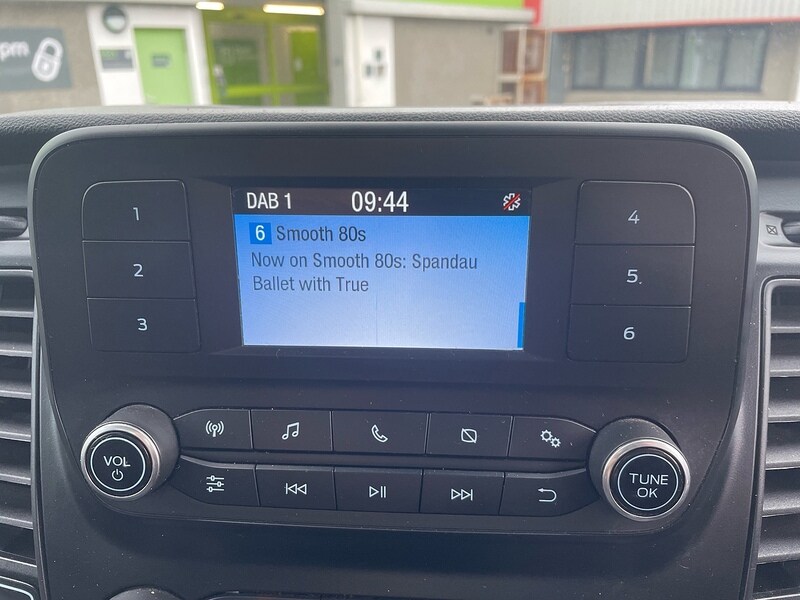 pm
DAB 1 09:44
6 Smooth 80s
Now on Smooth 80s: Spandau
Ballet with True
1
2
3
4
5
6
VOL
TUNE
OK